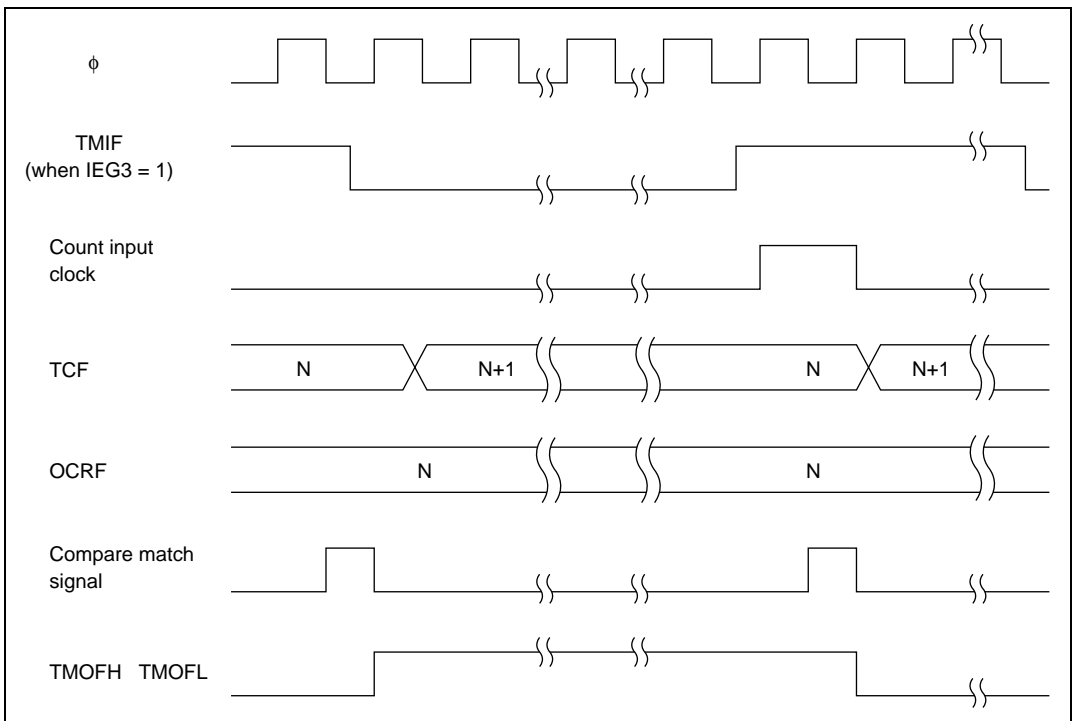 ϕ
TMIF
(when IEG3 = 1)
Count input
clock
TCF
N
N+1
N
N+1
OCRF
N
N
Compare match
signal
TMOFH TMOFL